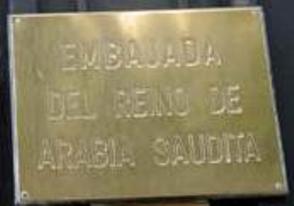 EMBAJADA
DEL REINO DE
ARABIA SAUDITA